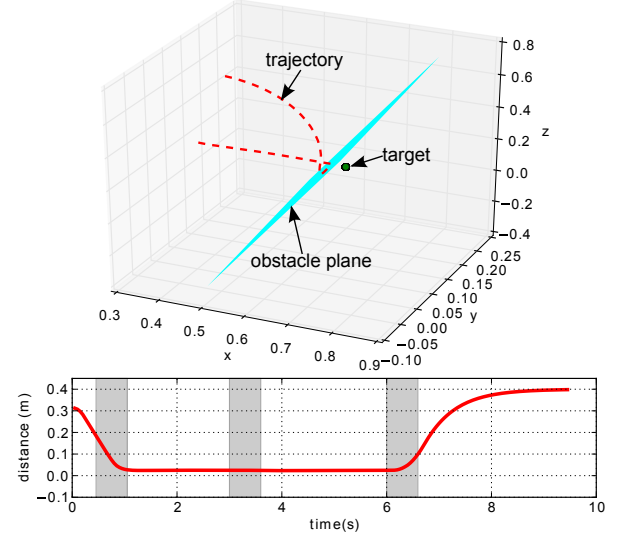 trajectory
target
obstacle plane
0.8
0.6
0.4
0.2
0.0
−0.2
−0.4
z
0.25
0.20
0.15
0.10
0.05
0.00
−0.05
−0.10
y
0.3 0.4 0.5 0.6 0.7 0.8 0.9
x
0.4
0.3
0.2
0.1
0.0
−0.1
distance (m)
0 2 4 6 8 10
time(s)